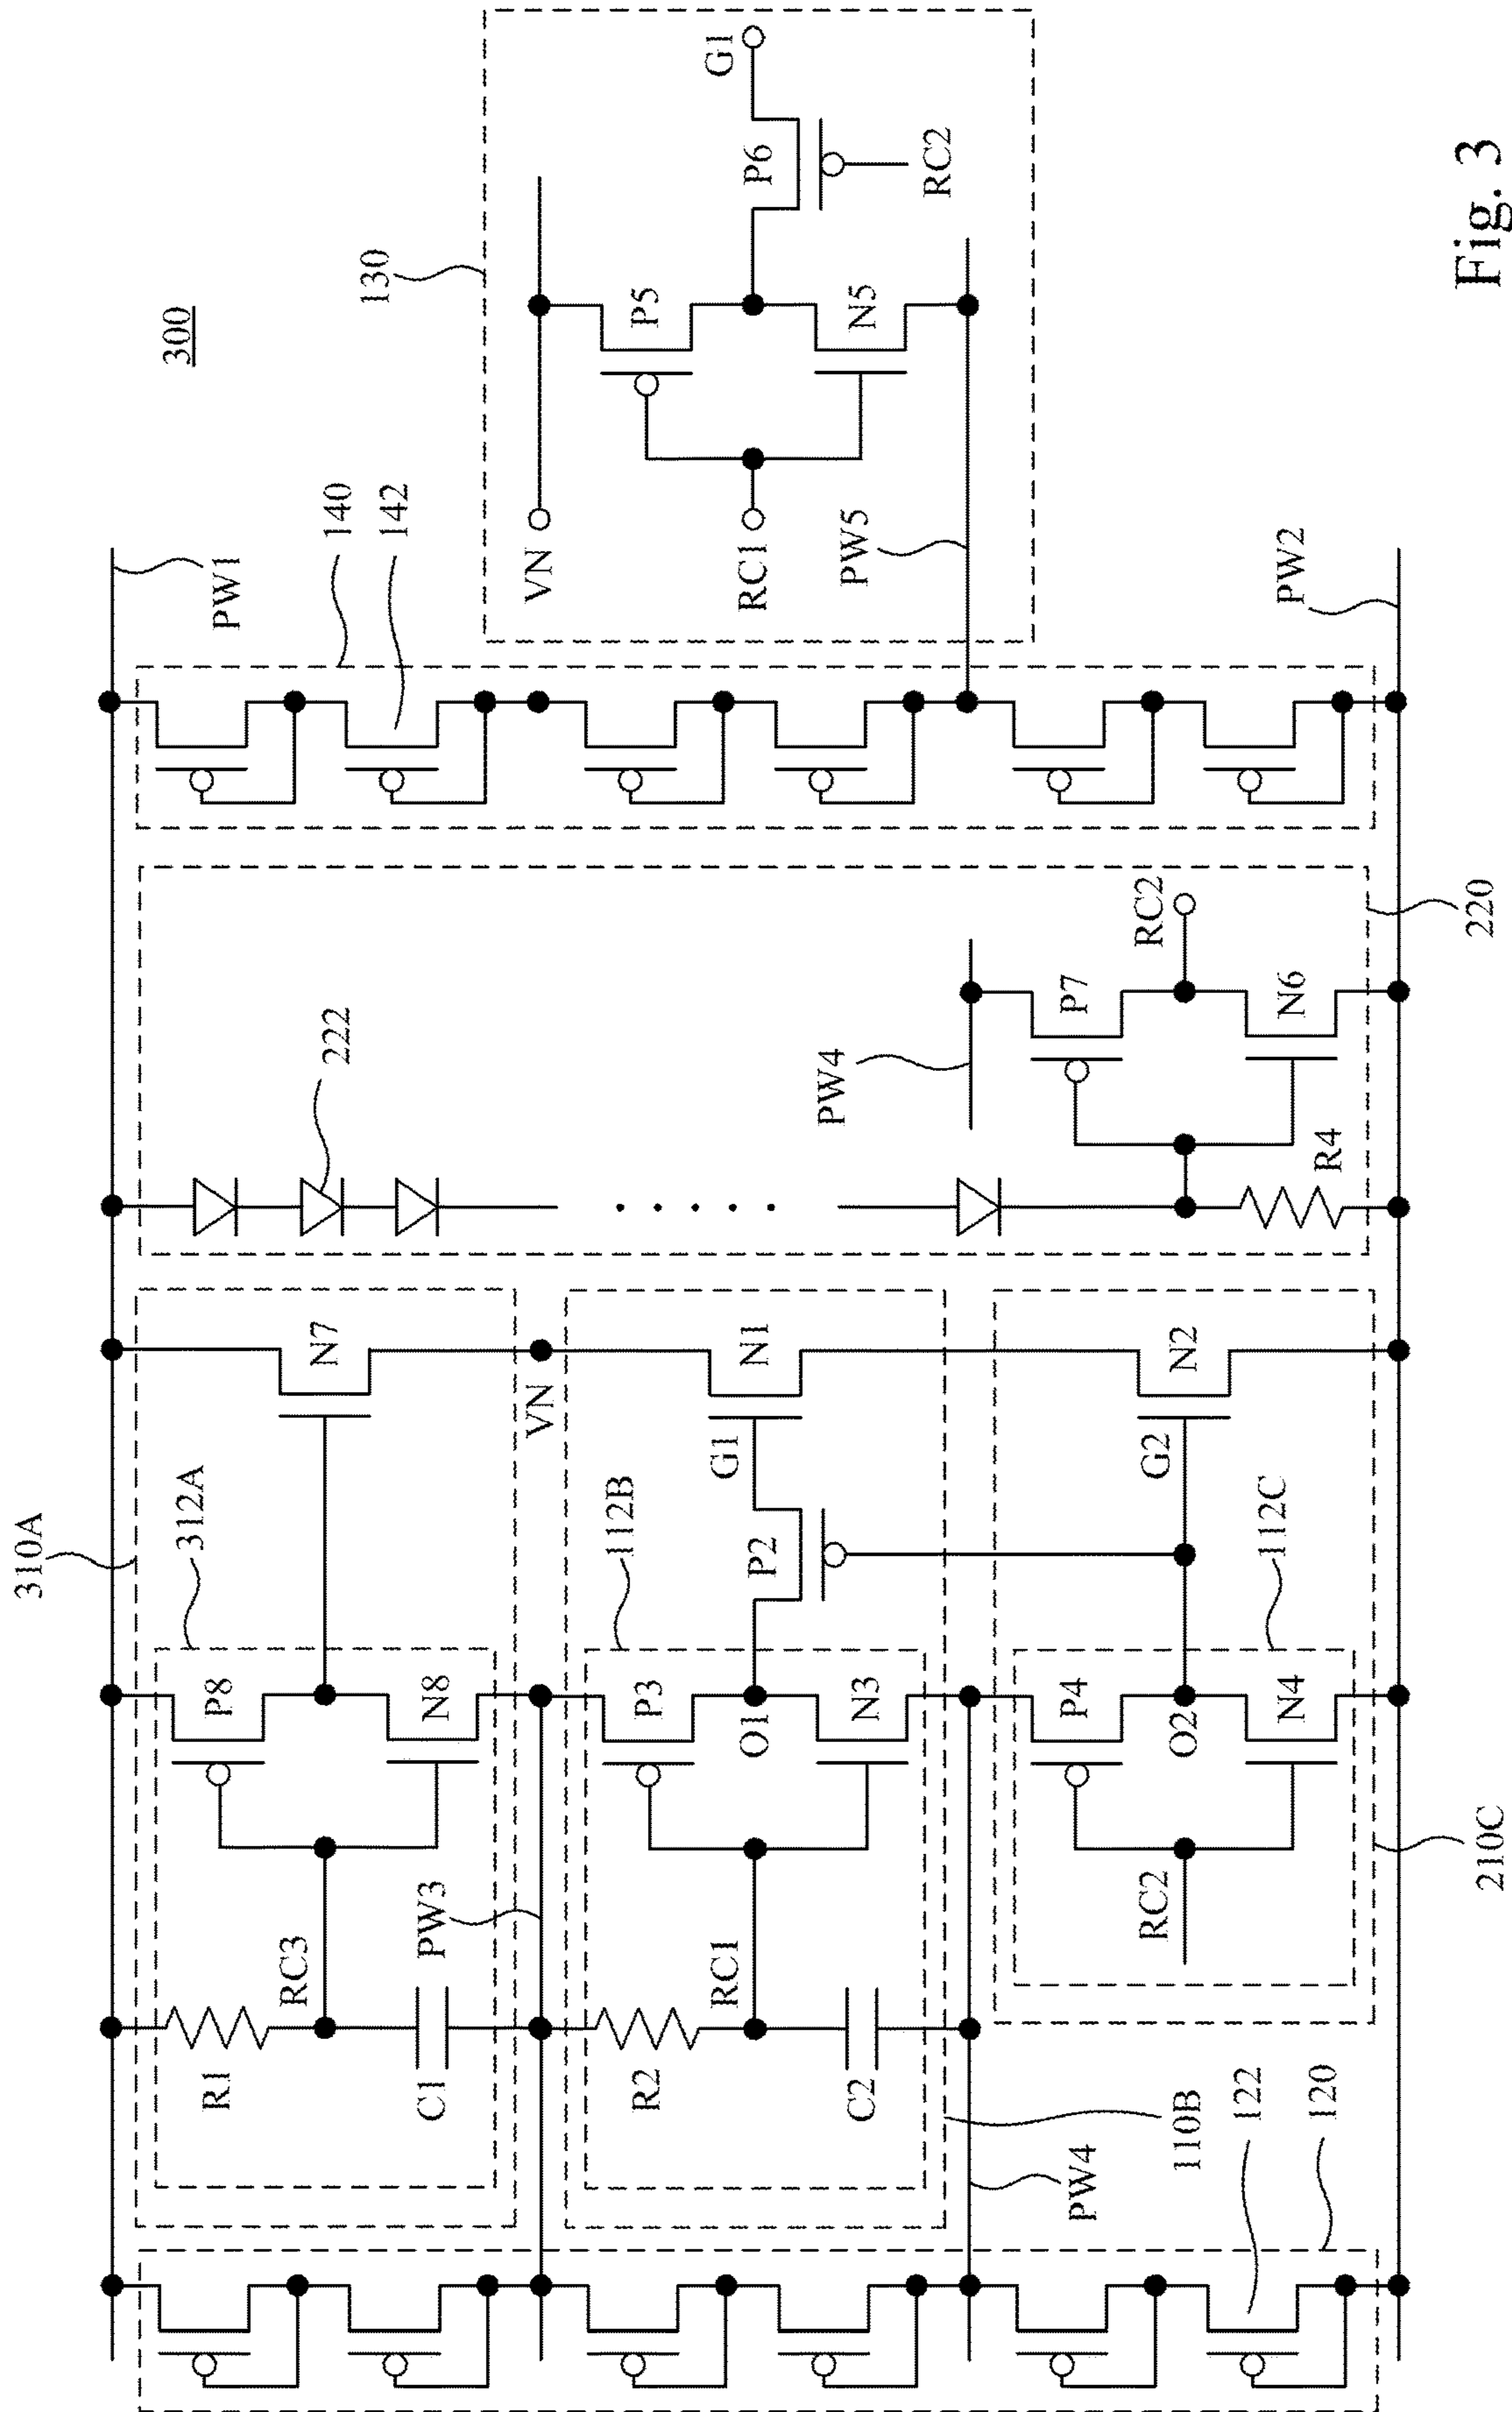 300
310A
312A
P8
N8
R1
RC3
C1
PW3
N7
VN
112B
P3
N3
O1
R2
RC1
C2
P2
G1
N1
110B
PW4
112C
P4
N4
O2
RC2
G2
N2
210C
122
120
222
PW4
P7
N6
RC2
R4
220
PW1
140
142
PW2
130
VN
RC1
PW5
P5
N5
P6
G1
RC2
Fig. 3